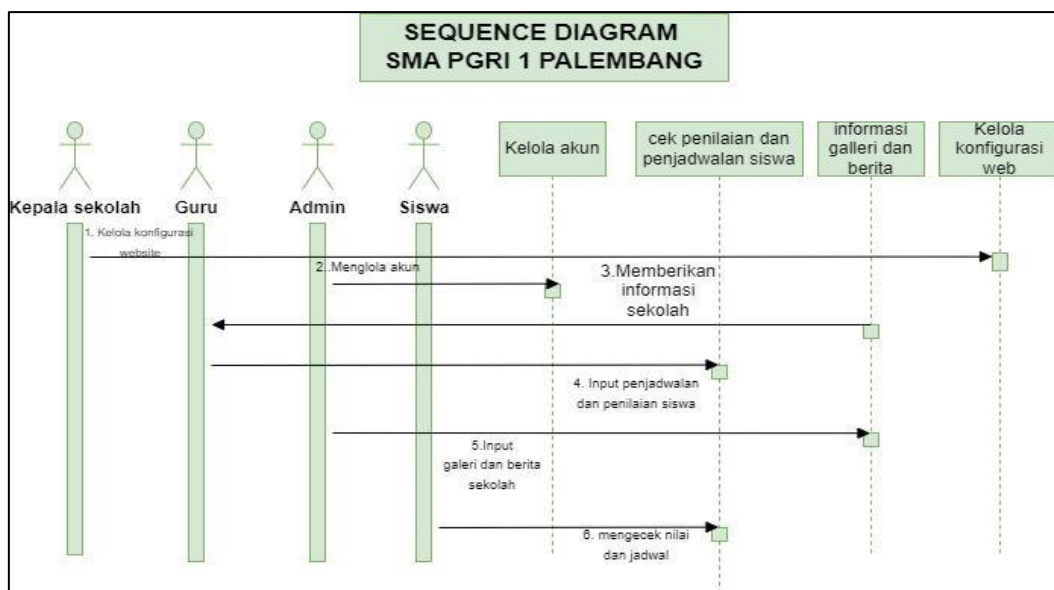 SEQUENCE DIAGRAM
SMA PGRI 1 PALEMBANG
Kelola akun
cek penilaian dan
penjadwalan siswa
informasi
galleri dan
berita
Kelola
konfigurasi
web
Kepala sekolah
Guru
Admin
Siswa
1. Kelola konfigurasi
website
2..Menglola akun
3.Memberikan
informasi
sekolah
4. Input penjadwalan
dan penilaian siswa
5.Input
galeri dan berita
sekolah
6. mengecek nilai
dan jadwal